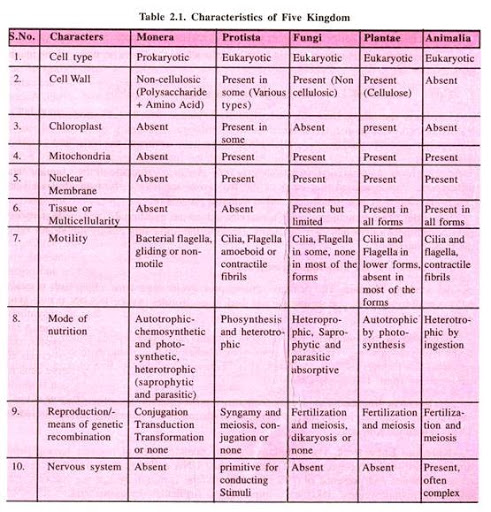 Table 2.1. Characteristics of Five Kingdom
S.No. Characters Monera Protista Fungi Plantae Animalia
1. Cell type Prokaryotic Eukaryotic Eukaryotic Eukaryotic Eukaryotic
2. Cell Wall Non-cellulosic Present in Present (Non Present Absent
(Polysaccharide some (Various cellulosic) (Cellulose)
+ Amino Acid) types)
3. Chloroplast Absent Present in Absent present Absent
some
4. Mitochondria Absent Present Present Present Present
5. Nuclear Absent Present Present Present Present
Membrane
6. Tissue or Absent Absent Present but Present in Present in
Multicellularity limited all forms all forms
7. Motility Bacterial flagella, Cilia, Flagella Cilia, Flagella Cilia and Cilia and
gliding or non- amoeboid or in some, none Flagella in flagella,
motile contractile in most of the lower forms, contractile
fibrils forms absent in fibrils
most of the
forms
8. Mode of Autotrophic- Phosynthesis Heteropro- Autotrophic Heterotro-
nutrition chemosynthetic and heterotro- phic, Sapro- by photo- phic by
and photo- phic phytic and synthesis ingestion
synthetic, parasitic
heterotrophic absorptive
(saprophytic
and parasitic)
9. Reproduction/- Conjugation Syngamy and Fertilization Fertilization Fertiliza-
means of genetic Transduction meiosis, con- and meiosis, and meiosis tion and
recombination Transformation jugation or dikaryosis or meiosis
or none none none
10. Nervous system Absent primitive for Absent Absent Present,
conducting often
Stimuli complex